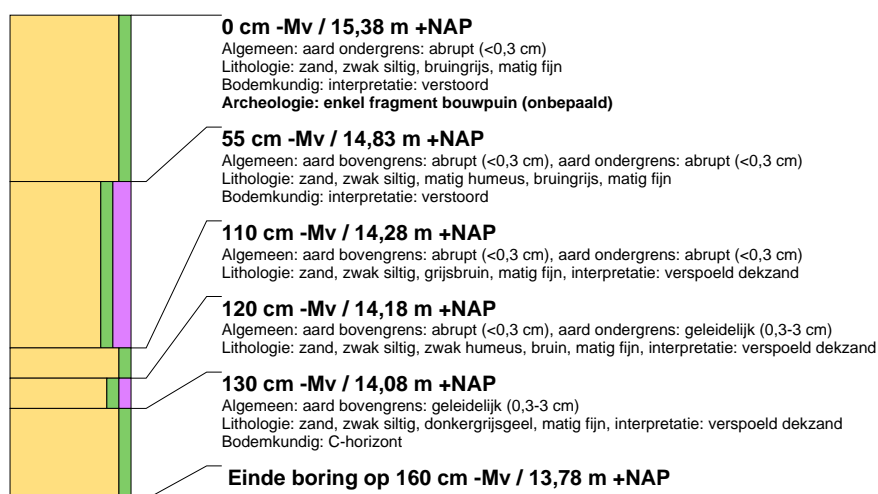 0 cm -Mv / 15,38 m +NAP
Algemeen: aard ondergrens: abrupt (<0,3 cm)
Lithologie: zand, zwak siltig, bruingrijs, matig fijn
Bodemkundig: interpretatie: verstoord
Archeologie: enkel fragment bouwpuin (onbepaald)
55 cm -Mv / 14,83 m +NAP
Algemeen: aard bovengrens: abrupt (<0,3 cm), aard ondergrens: abrupt (<0,3 cm)
Lithologie: zand, zwak siltig, matig humeus, bruingrijs, matig fijn
Bodemkundig: interpretatie: verstoord
110 cm -Mv / 14,28 m +NAP
Algemeen: aard bovengrens: abrupt (<0,3 cm), aard ondergrens: abrupt (<0,3 cm)
Lithologie: zand, zwak siltig, grijsbruin, matig fijn, interpretatie: verspoeld dekzand
120 cm -Mv / 14,18 m +NAP
Algemeen: aard bovengrens: abrupt (<0,3 cm), aard ondergrens: geleidelijk (0,3-3 cm)
Lithologie: zand, zwak siltig, zwak humeus, bruin, matig fijn, interpretatie: verspoeld dekzand
130 cm -Mv / 14,08 m +NAP
Algemeen: aard bovengrens: geleidelijk (0,3-3 cm)
Lithologie: zand, zwak siltig, donkergrijsgeel, matig fijn, interpretatie: verspoeld dekzand
Bodemkundig: C-horizont
Einde boring op 160 cm -Mv / 13,78 m +NAP